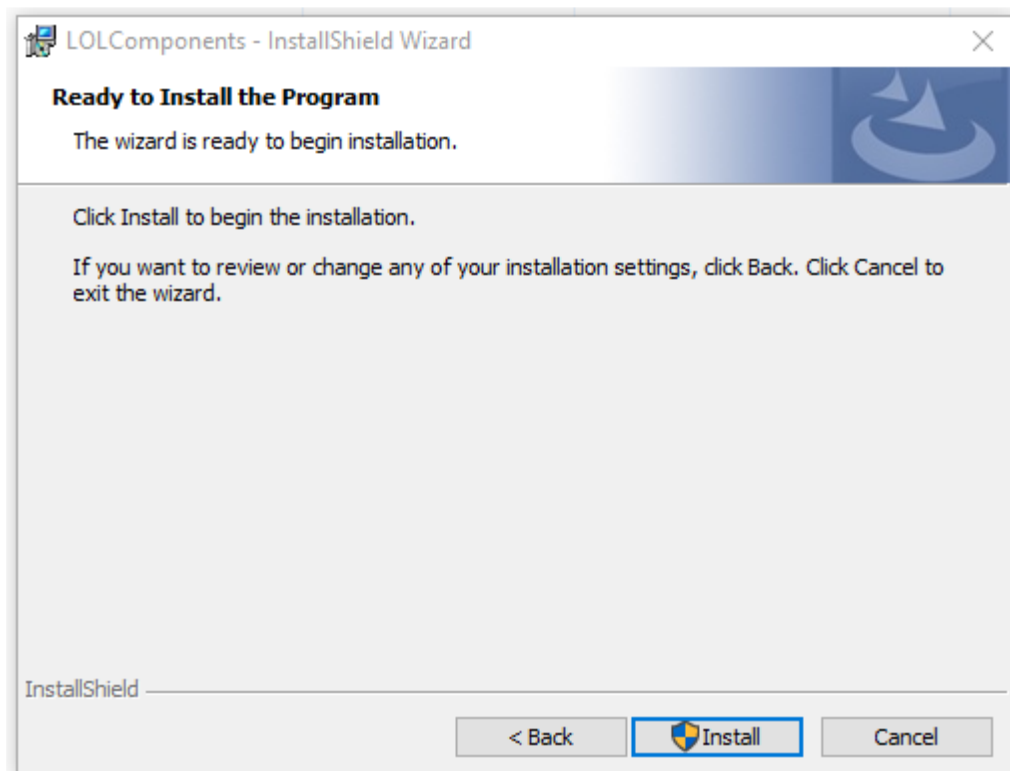 LOLComponents - InstallShield Wizard
Ready to Install the Program
The wizard is ready to begin installation.
Click Install to begin the installation.
If you want to review or change any of your installation settings, click Back. Click Cancel to
exit the wizard.
InstallShield
< Back
Install
Cancel